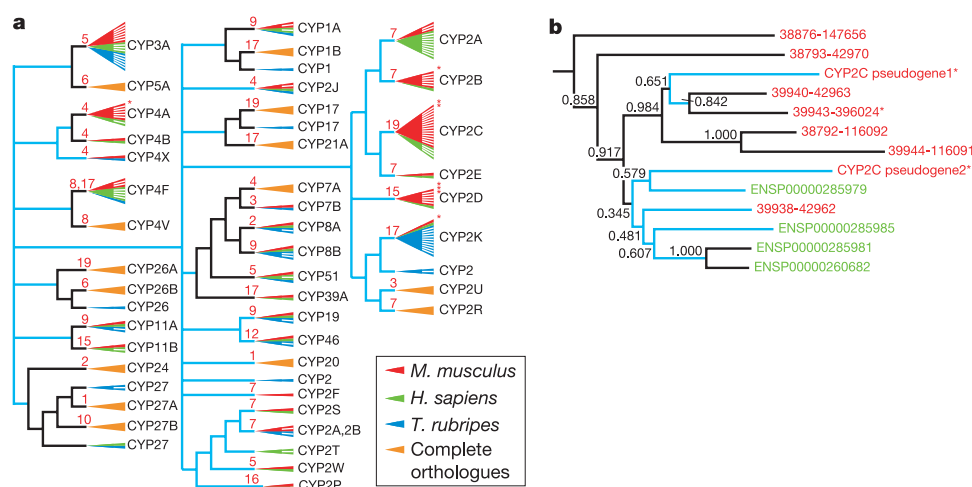 a
5 CYP3A
6 CYP5A
* 4 CYP4A
4 CYP4B
4 CYP4X
8,17 CYP4F
8 CYP4V
19 CYP26A
6 CYP26B
CYP26
9 CYP11A
15 CYP11B
2 CYP24
CYP27
1 CYP27A
10 CYP27B
CYP27
9 CYP1A
17 CYP1B
CYP1
4 CYP2J
19 CYP17
CYP17
17 CYP21A
4 CYP7A
3 CYP7B
2 CYP8A
9 CYP8B
5 CYP51
17 CYP39A
9 CYP19
12 CYP46
1 CYP20
CYP2
7 CYP2F
7 CYP2S
7 CYP2A,2B
CYP2T
5 CYP2W
16 CYP2P
7 CYP2A
* 7 CYP2B
** 19 CYP2C
7 CYP2E
15 CYP2D
* 17 CYP2K
CYP2
3 CYP2U
7 CYP2R
M. musculus
H. sapiens
T. rubripes
Complete
orthologues
b
38876-147656
38793-42970
0.858
CYP2C pseudogene1*
0.651
39940-42963
0.842
0.984
39943-396024*
1.000
38792-116092
39944-116091
0.917
CYP2C pseudogene2*
0.579
ENSP00000285979
0.345
39938-42962
0.481
ENSP00000285985
0.607
1.000
ENSP00000285981
ENSP00000260682